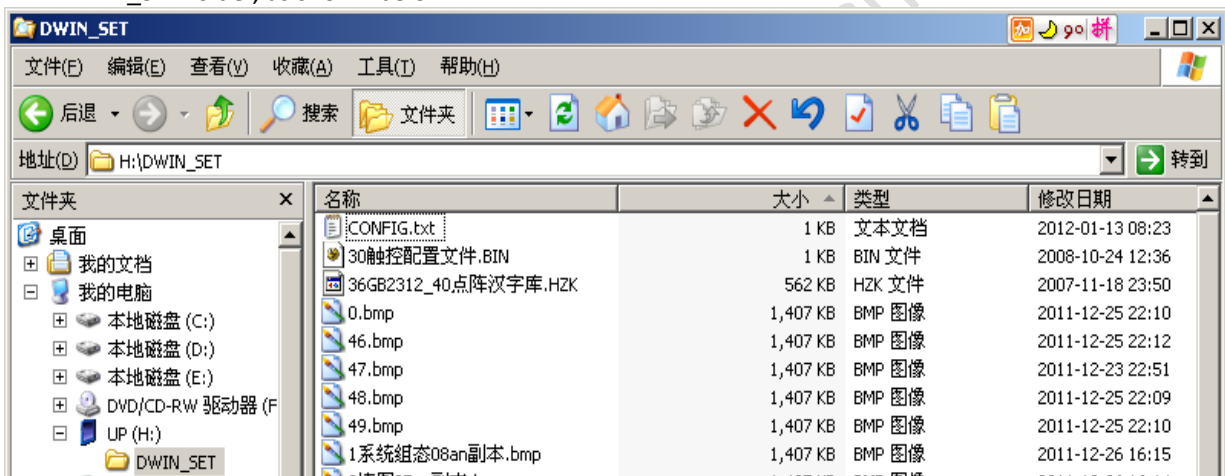 DWIN_SET
加 拼
文件(F) 编辑(E) 查看(V) 收藏(A) 工具(T) 帮助(H)
后退 搜索 文件夹
地址(D) H:\DWIN_SET 转到
文件夹 × 名称 大小 类型 修改日期
桌面 CONFIG.txt 1 KB 文本文档 2012-01-13 08:23
我的文档 30触控配置文件.BIN 1 KB BIN 文件 2008-10-24 12:36
我的电脑 36GB2312_40点阵汉字库.HZK 562 KB HZK 文件 2007-11-18 23:50
本地磁盘 (C:) 0.bmp 1,407 KB BMP 图像 2011-12-25 22:10
本地磁盘 (D:) 46.bmp 1,407 KB BMP 图像 2011-12-25 22:12
本地磁盘 (E:) 47.bmp 1,407 KB BMP 图像 2011-12-23 22:51
DVD/CD-RW 驱动器 (F 48.bmp 1,407 KB BMP 图像 2011-12-25 22:09
UP (H:) 49.bmp 1,407 KB BMP 图像 2011-12-25 22:10
DWIN_SET 1系统组态08an副本.bmp 1,407 KB BMP 图像 2011-12-26 16:15